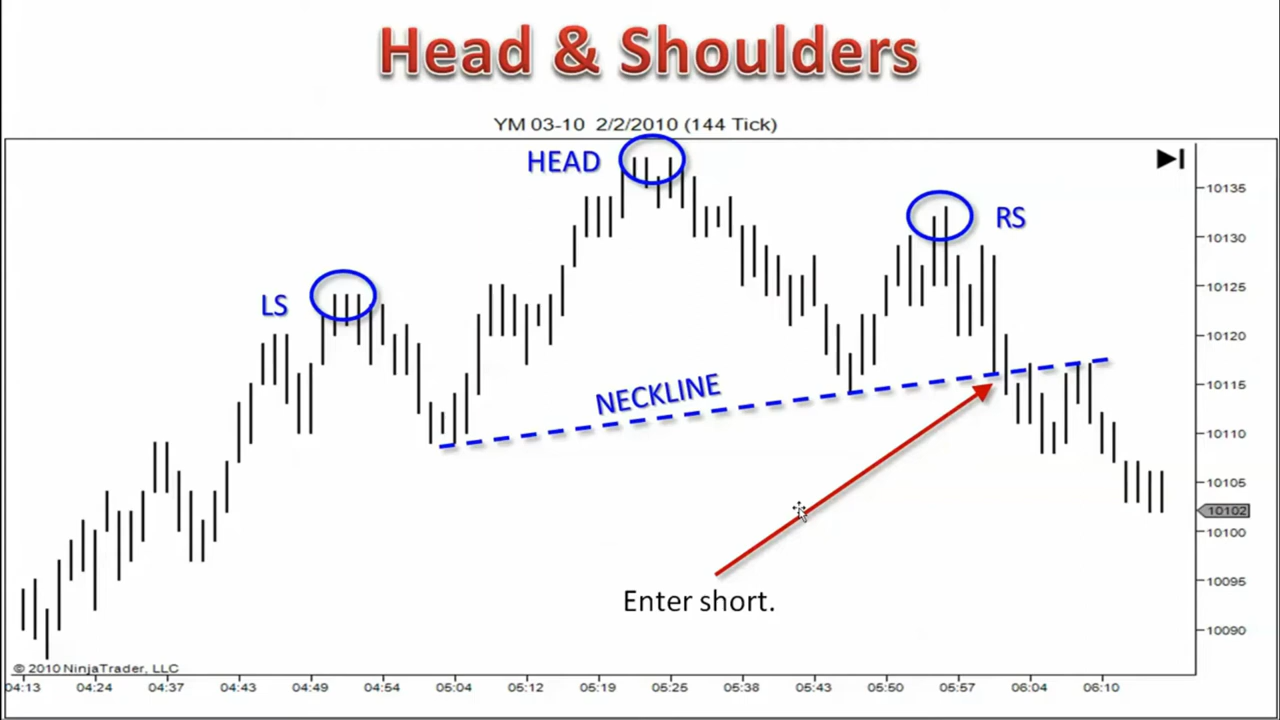 Head & Shoulders
YM 03-10 2/2/2010 (144 Tick)
HEAD
RS
LS
NECKLINE
Enter short.
10135
10130
10125
10120
10115
10110
10105
10102
10100
10095
10090
© 2010 NinjaTrader, LLC
04:13 04:24 04:37 04:43 04:49 04:54 05:04 05:12 05:19 05:26 05:38 05:43 05:50 05:57 06:04 06:10